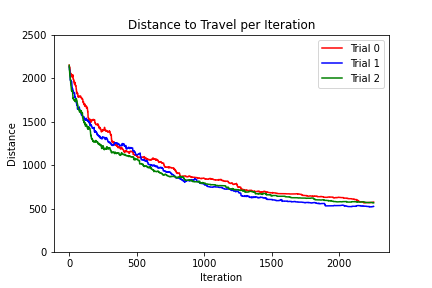 Distance to Travel per Iteration
2500
2000
1500
1000
500
0
Distance
Trial 0
Trial 1
Trial 2
0
500
1000
1500
2000
Iteration